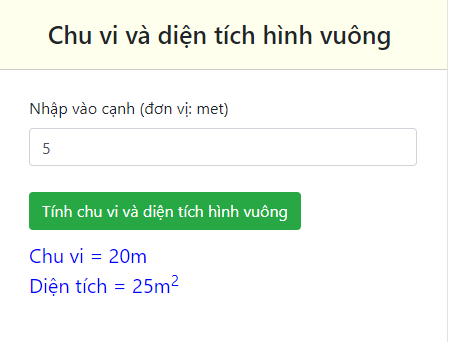 Chu vi và diện tích hình vuông
Nhập vào cạnh (đơn vị: met)
5
Tính chu vi và diện tích hình vuông
Chu vi = 20m
Diện tích = 25m²